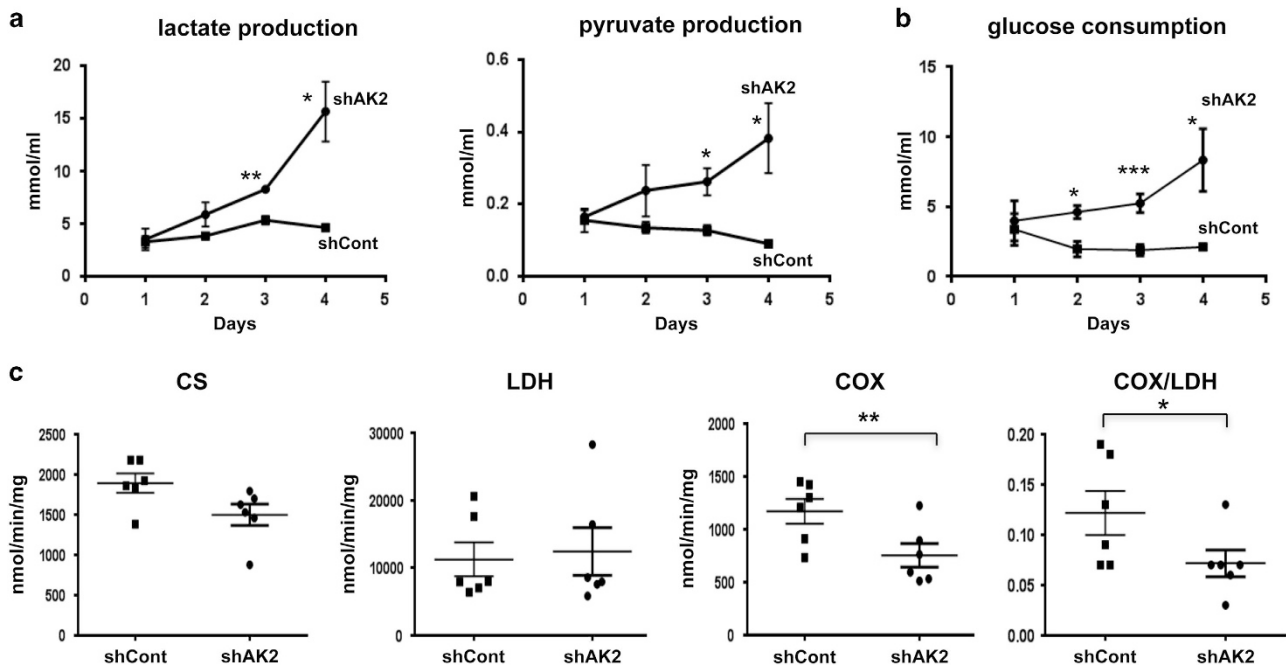 a
lactate production
mmol/ml
20
15
10
5
0
*
**
shAK2
shCont
0 1 2 3 4 5
Days
pyruvate production
mmol/ml
0.6
0.4
0.2
0.0
shAK2
*
*
shCont
0 1 2 3 4 5
Days
b
glucose consumption
mmol/ml
15
10
5
0
shAK2
*
***
*
shCont
0 1 2 3 4 5
Days
c
CS
nmol/min/mg
2500
2000
1500
1000
500
0
shCont shAK2
LDH
nmol/min/mg
30000
20000
10000
0
shCont shAK2
COX
**
nmol/min/mg
2000
1500
1000
500
0
shCont shAK2
COX/LDH
*
0.20
0.15
0.10
0.05
0.00
shCont shAK2